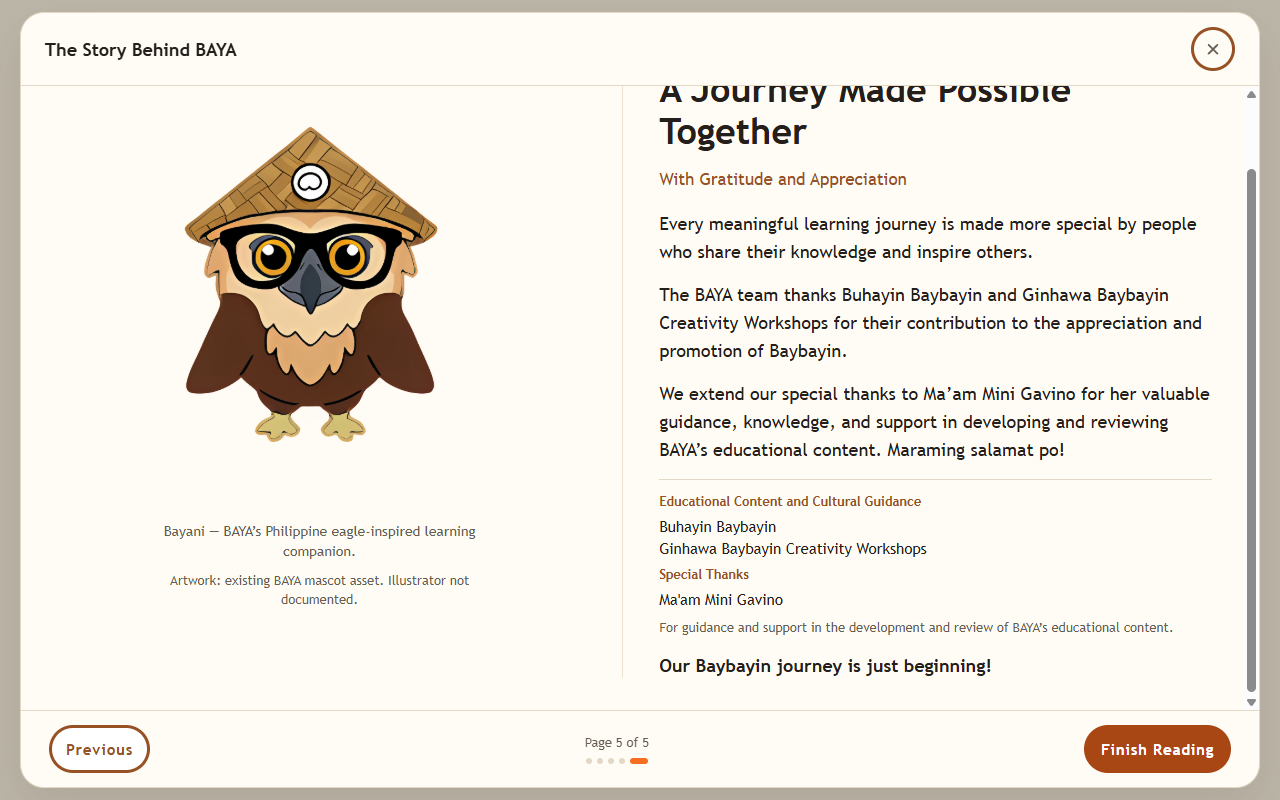 The Story Behind BAYA
A Journey Made Possible
Together
With Gratitude and Appreciation
Every meaningful learning journey is made more special by people
who share their knowledge and inspire others.
The BAYA team thanks Buhayin Baybayin and Ginhawa Baybayin
Creativity Workshops for their contribution to the appreciation and
promotion of Baybayin.
We extend our special thanks to Ma’am Mini Gavino for her valuable
guidance, knowledge, and support in developing and reviewing
BAYA’s educational content. Maraming salamat po!
Educational Content and Cultural Guidance
Buhayin Baybayin
Ginhawa Baybayin Creativity Workshops
Special Thanks
Ma'am Mini Gavino
For guidance and support in the development and review of BAYA’s educational content.
Our Baybayin journey is just beginning!
Bayani — BAYA’s Philippine eagle-inspired learning
companion.
Artwork: existing BAYA mascot asset. Illustrator not
documented.
Previous
Page 5 of 5
Finish Reading